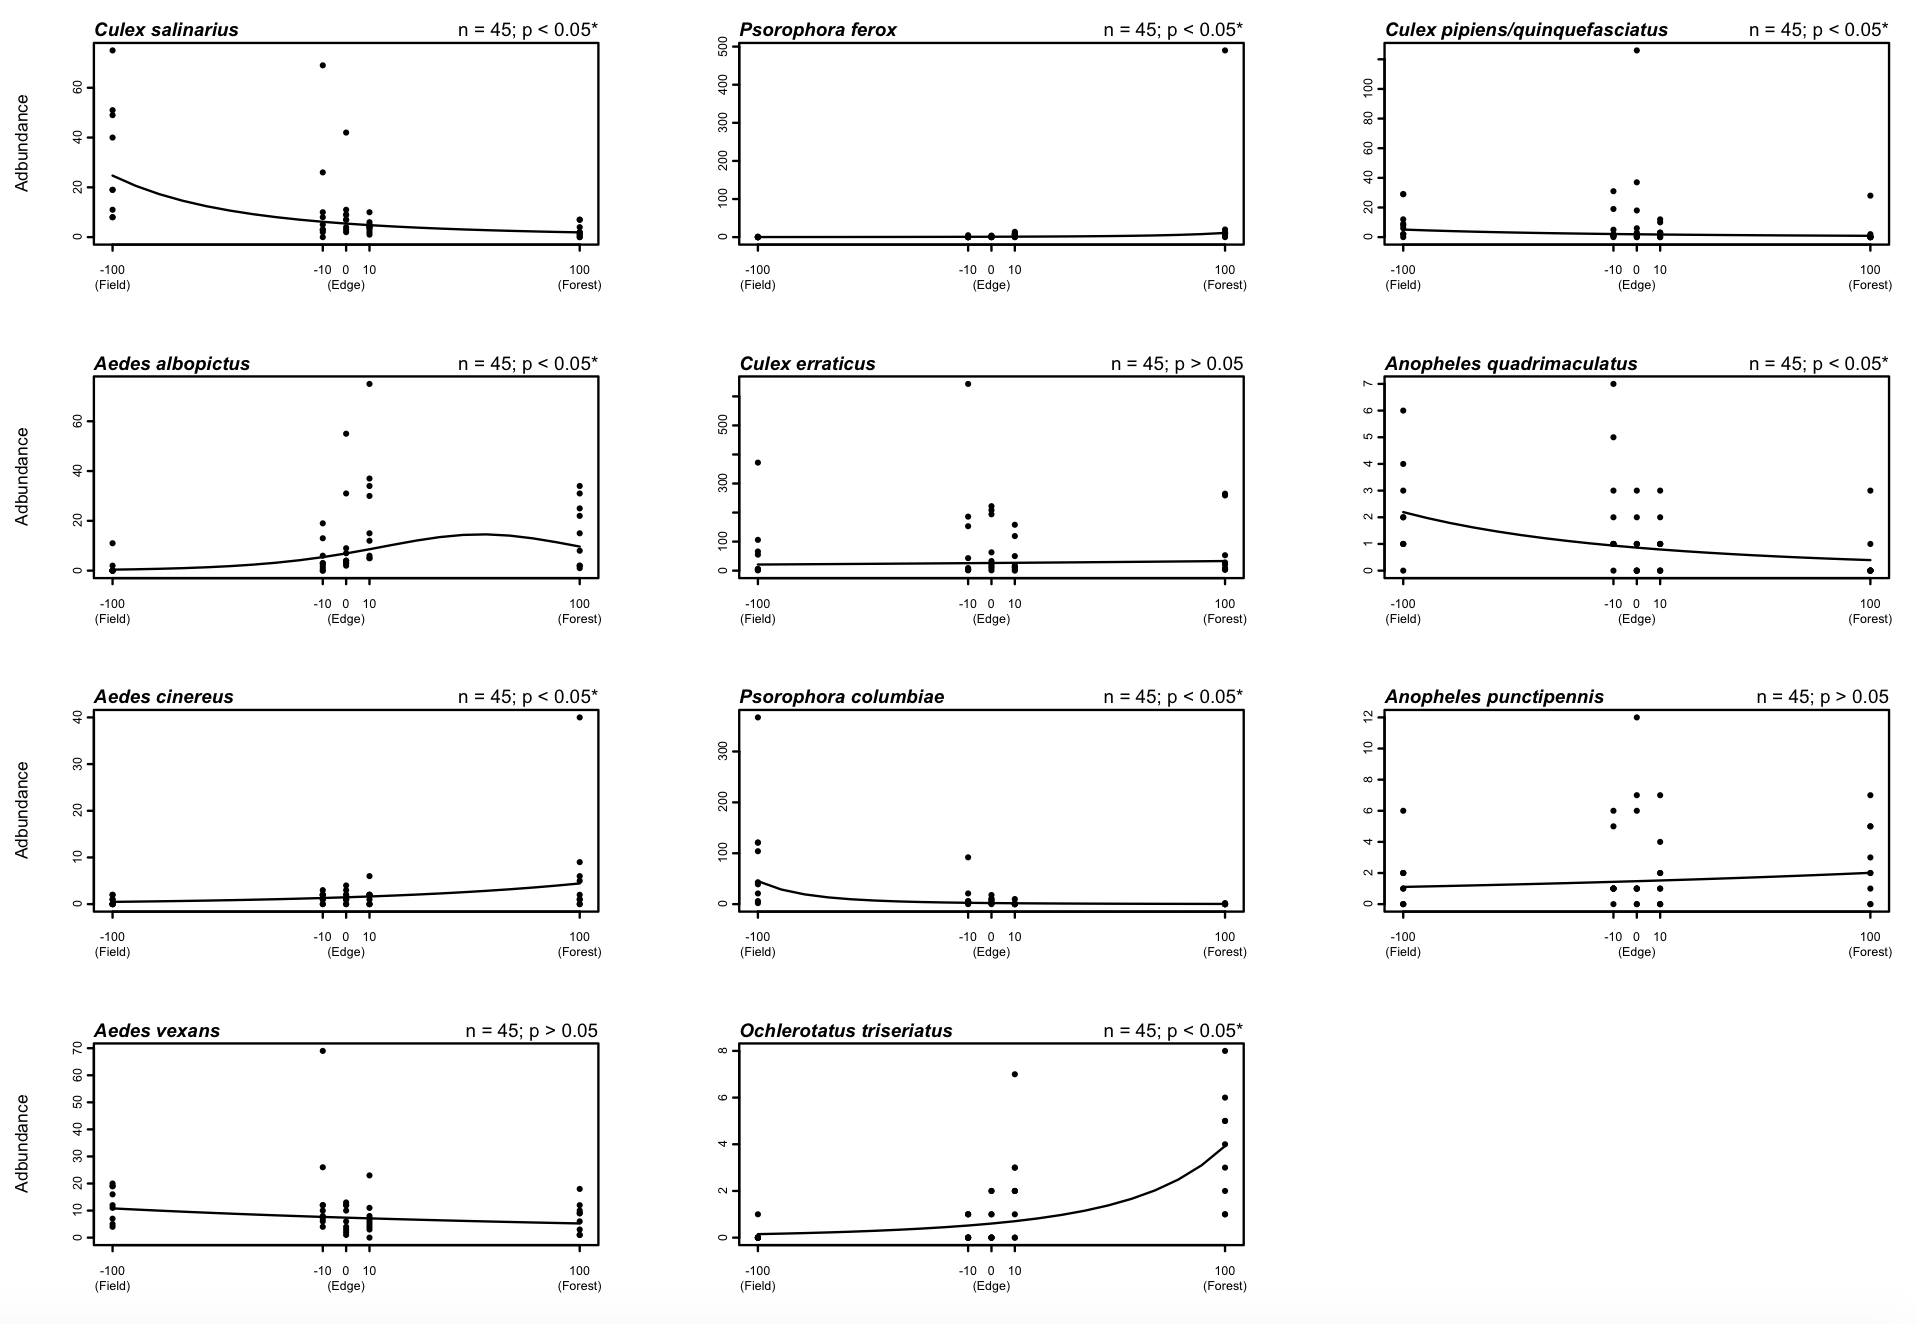 Culex salinarius n = 45; p < 0.05*
Adbundance
60
40
20
0
-100 -10 0 10 100
(Field) (Edge) (Forest)
Psorophora ferox n = 45; p < 0.05*
500
400
300
200
100
0
-100 -10 0 10 100
(Field) (Edge) (Forest)
Culex pipiens/quinquefasciatus n = 45; p < 0.05*
100
80
60
40
20
0
-100 -10 0 10 100
(Field) (Edge) (Forest)
Aedes albopictus n = 45; p < 0.05*
Adbundance
60
40
20
0
-100 -10 0 10 100
(Field) (Edge) (Forest)
Culex erraticus n = 45; p > 0.05
500
300
100
0
-100 -10 0 10 100
(Field) (Edge) (Forest)
Anopheles quadrimaculatus n = 45; p < 0.05*
7
6
5
4
3
2
1
0
-100 -10 0 10 100
(Field) (Edge) (Forest)
Aedes cinereus n = 45; p < 0.05*
Adbundance
40
30
20
10
0
-100 -10 0 10 100
(Field) (Edge) (Forest)
Psorophora columbiae n = 45; p < 0.05*
300
200
100
0
-100 -10 0 10 100
(Field) (Edge) (Forest)
Anopheles punctipennis n = 45; p > 0.05
12
10
8
6
4
2
0
-100 -10 0 10 100
(Field) (Edge) (Forest)
Aedes vexans n = 45; p > 0.05
Adbundance
70
60
50
40
30
20
10
0
-100 -10 0 10 100
(Field) (Edge) (Forest)
Ochlerotatus triseriatus n = 45; p < 0.05*
8
6
4
2
0
-100 -10 0 10 100
(Field) (Edge) (Forest)